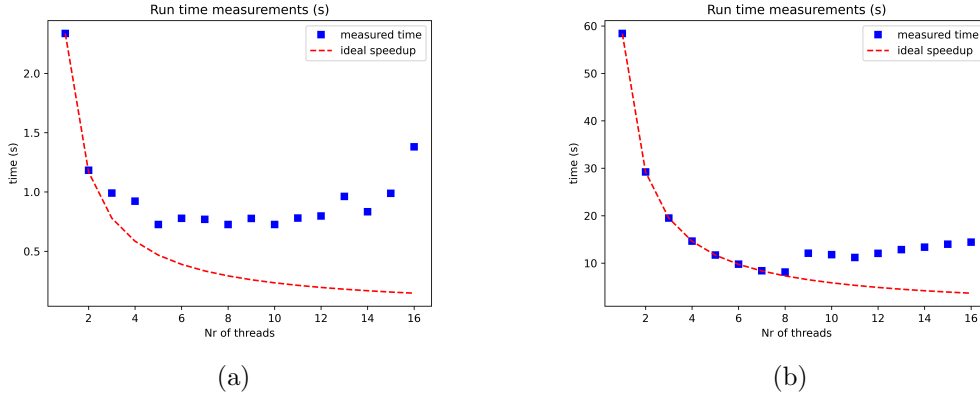 Run time measurements (s)
measured time
ideal speedup
2.0
1.5
1.0
0.5
time (s)
2 4 6 8 10 12 14 16
Nr of threads
(a)
Run time measurements (s)
measured time
ideal speedup
60
50
40
30
20
10
time (s)
2 4 6 8 10 12 14 16
Nr of threads
(b)